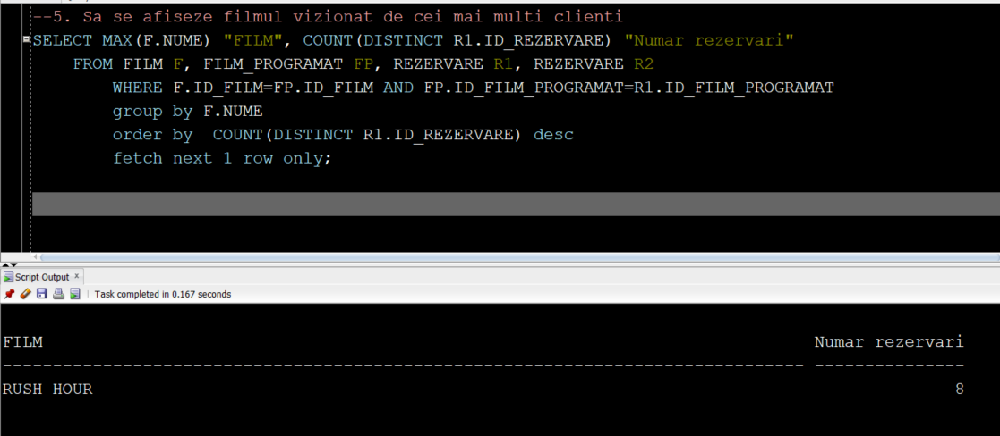 --5. Sa se afiseze filmul vizionat de cei mai multi clienti
SELECT MAX(F.NUME) "FILM", COUNT(DISTINCT R1.ID_REZERVARE) "Numar rezervari"
FROM FILM F, FILM_PROGRAMAT FP, REZERVARE R1, REZERVARE R2
WHERE F.ID_FILM=FP.ID_FILM AND FP.ID_FILM_PROGRAMAT=R1.ID_FILM_PROGRAMAT
group by F.NUME
order by  COUNT(DISTINCT R1.ID_REZERVARE) desc
fetch next 1 row only;
Script Output x
Task completed in 0.167 seconds
FILM Numar rezervari
-------------------------------------------------------------------------------- ---------------
RUSH HOUR 8